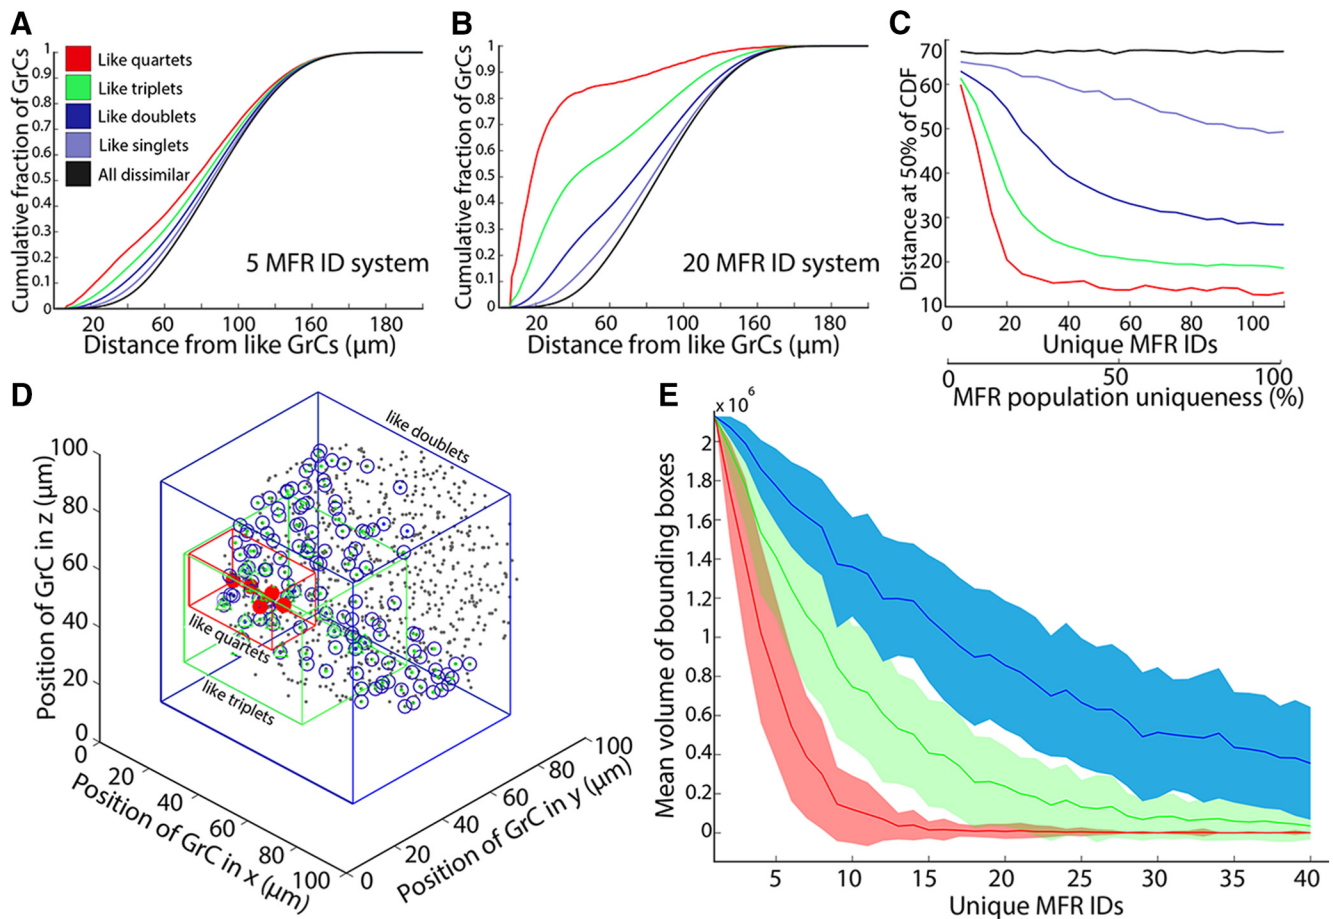 A
Cumulative fraction of GrCs
1
0.9
0.8
0.7
0.6
0.5
0.4
0.3
0.2
0.1
0
Like quartets
Like triplets
Like doublets
Like singlets
All dissimilar
5 MFR ID system
20 60 100 140 180
Distance from like GrCs (μm)
B
Cumulative fraction of GrCs
1
0.9
0.8
0.7
0.6
0.5
0.4
0.3
0.2
0.1
0
20 MFR ID system
20 60 100 160 180
Distance from like GrCs (μm)
C
Distance at 50% of CDF
70
60
50
40
30
20
10
0 20 40 60 80 100
Unique MFR IDs
0 50 100
MFR population uniqueness (%)
D
Position of GrC in z (μm)
100
80
60
40
20
0
like doublets
like quartets
like triplets
0 20 40 60 80 100
Position of GrC in x (μm)
0 20 40 60 80 100
Position of GrC in y (μm)
E
x 10⁶
Mean volume of bounding boxes
2
1.8
1.6
1.4
1.2
1
0.8
0.6
0.4
0.2
0
5 10 15 20 25 30 35 40
Unique MFR IDs